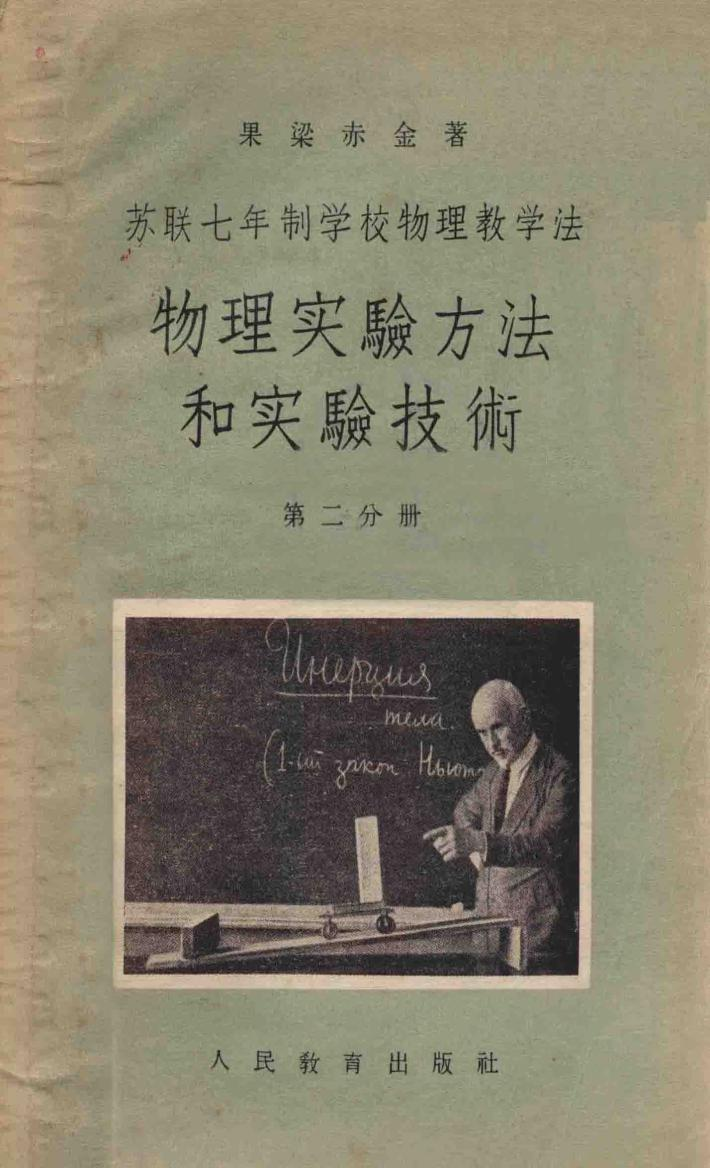 果梁赤金著
苏联七年制学校物理教学法
物理实驗方法
和实驗技術
第二分册
Инерция
тела.
(1-ый закон Ньют
人民教育出版社